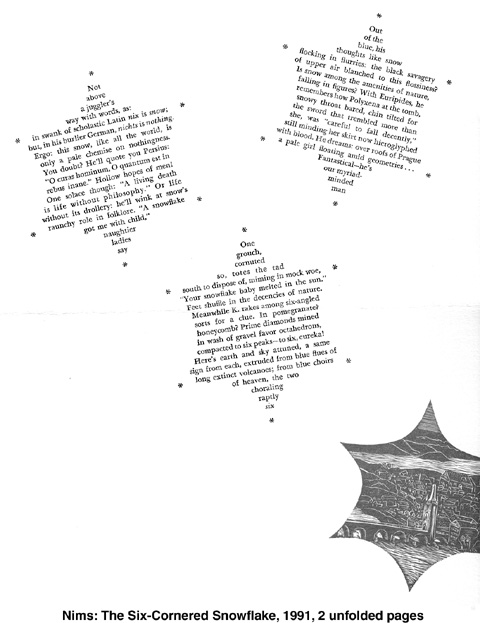 Not
above
a juggler's
way with words, as:
in swank of scholastic Latin nix is snow;
but, in his butler German, nichts is nothing.
Ergo: this snow, like all the world, is
only a pale chemise on nothingness.
You doubt? He'll quote you Persius:
"O curas hominum, O quantum est in
rebus inane." Hollow hopes of men!
One solace though: "A living death
is life without philosophy." Or life
without its drollery: he'll wink at snow's
raunchy role in folklore. "A snowflake
got me with child,"
naughtier
ladies
say
Out
of the
blue, his
thoughts like snow
flocking in flurries: the black savagery
of upper air blanched to this flossiness?
Is snow among the amenities of nature,
falling in figures? With Euripides, he
remembers how Polyxena at the tomb,
snowy throat bared, chin tilted for
the sword that trembled more than
she, was "careful to fall decently,"
still minding her skirt now hieroglyphed
with blood. He dreams: over roofs of Prague
a pale girl flossing amid geometries . . .
Fantastical—he's
our myriad-
minded
man
One
grouch,
cornuted
so, totes the tad
south to dispose of, miming in mock woe,
"Your snowflake baby melted in the sun."
Feet shuffle in the decencies of nature.
Meanwhile K. rakes among six-angled
sorts for a clue. In pomegranate?
honeycomb? Prime diamonds mined
in wash of gravel favor octahedrons,
compacted to six peaks—to six, eureka!
Here's earth and sky attuned, a same
sign from each, extruded from blue flues of
long extinct volcanoes; from blue choirs
of heaven, the two
choraling
raptly
six
Nims: The Six-Cornered Snowflake, 1991, 2 unfolded pages